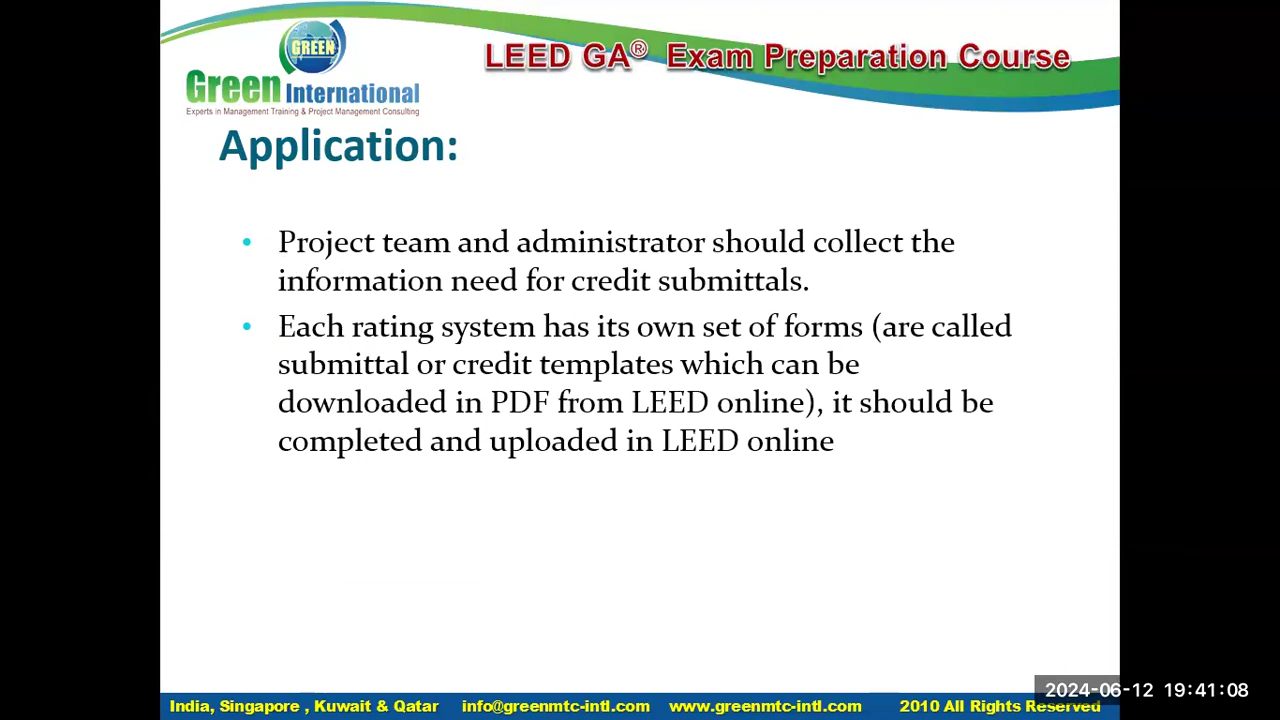 GREEN
Green International
Experts in Management Training & Project Management Consulting
LEED GA® Exam Preparation Course
Application:
• Project team and administrator should collect the
information need for credit submittals.
• Each rating system has its own set of forms (are called
submittal or credit templates which can be
downloaded in PDF from LEED online), it should be
completed and uploaded in LEED online
2024-06-12 19:41:08
India, Singapore , Kuwait & Qatar info@greenmtc-intl.com www.greenmtc-intl.com 2010 All Rights Reserved